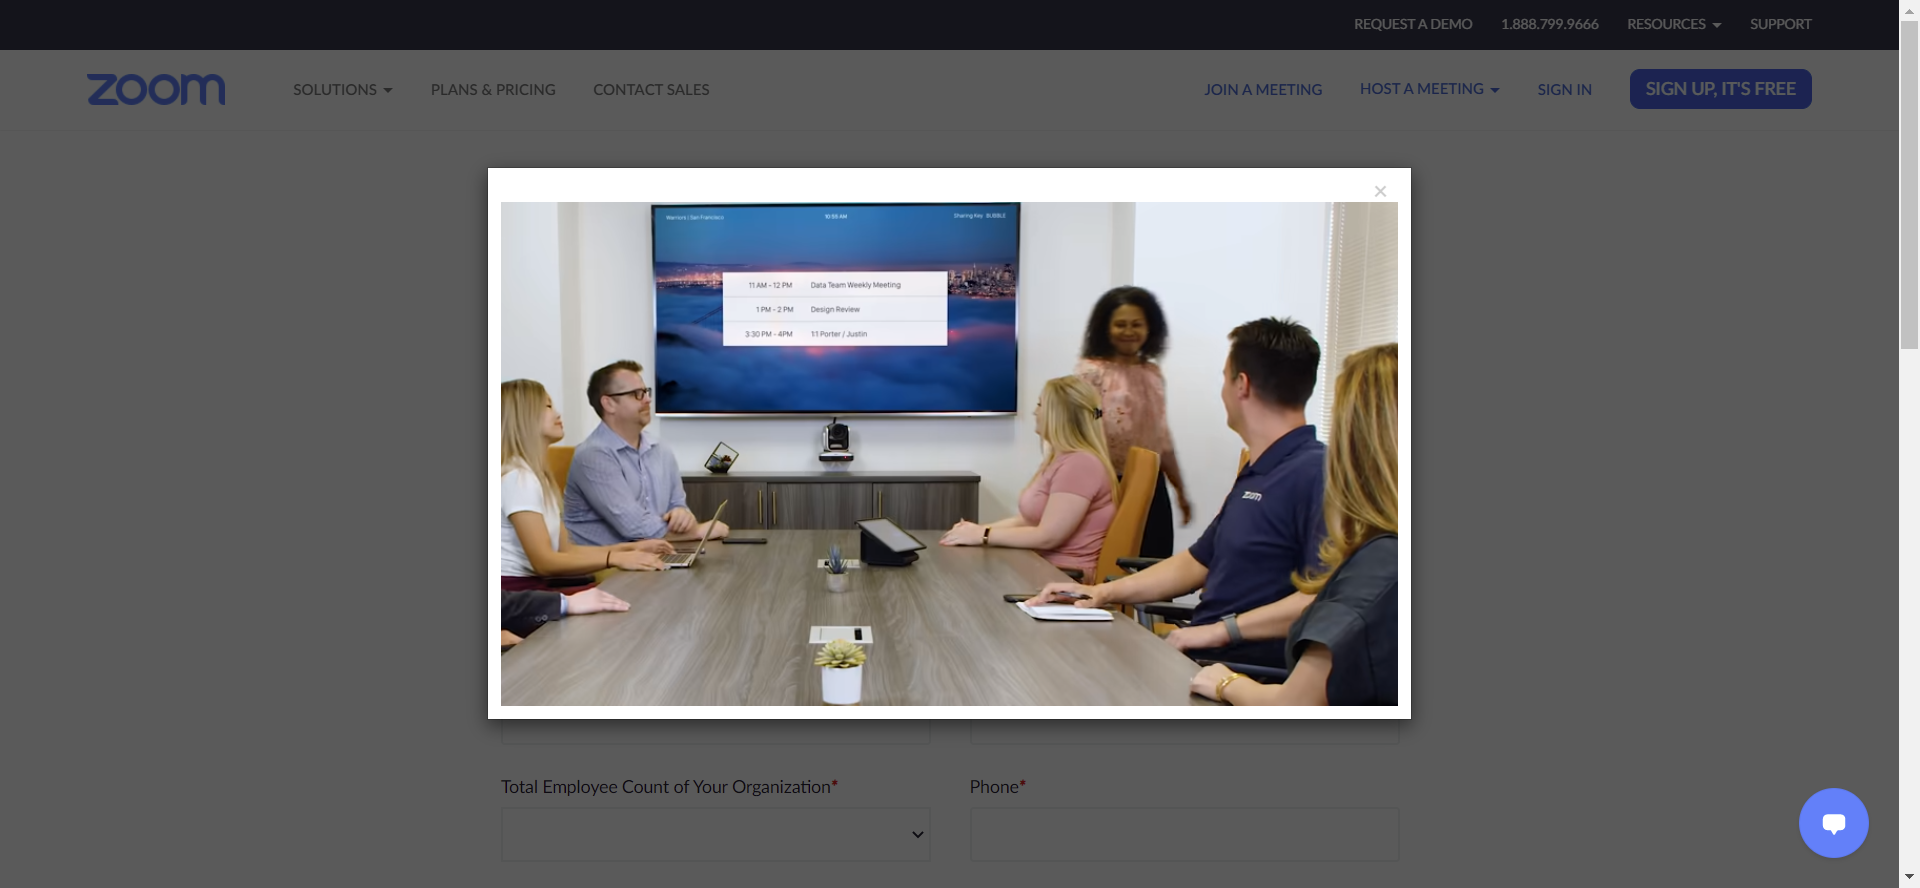 REQUEST A DEMO 1.888.799.9666 RESOURCES SUPPORT
zoom SOLUTIONS PLANS & PRICING CONTACT SALES JOIN A MEETING HOST A MEETING SIGN IN SIGN UP, IT'S FREE
×
Warriors | San Francisco 10:55 AM Sharing Key BUBBLE
11 AM - 12 PM Data Team Weekly Meeting
1 PM - 2 PM Design Review
3:30 PM - 4PM 1:1 Porter / Justin
zoom
Total Employee Count of Your Organization* Phone*